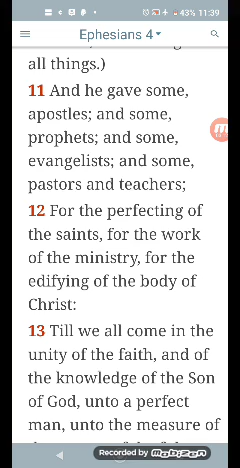 43% 11:39
Ephesians 4
all things.)
11 And he gave some,
apostles; and some,
prophets; and some,
evangelists; and some,
pastors and teachers;
12 For the perfecting of
the saints, for the work
of the ministry, for the
edifying of the body of
Christ:
13 Till we all come in the
unity of the faith, and of
the knowledge of the Son
of God, unto a perfect
man, unto the measure of
Recorded by mobizen